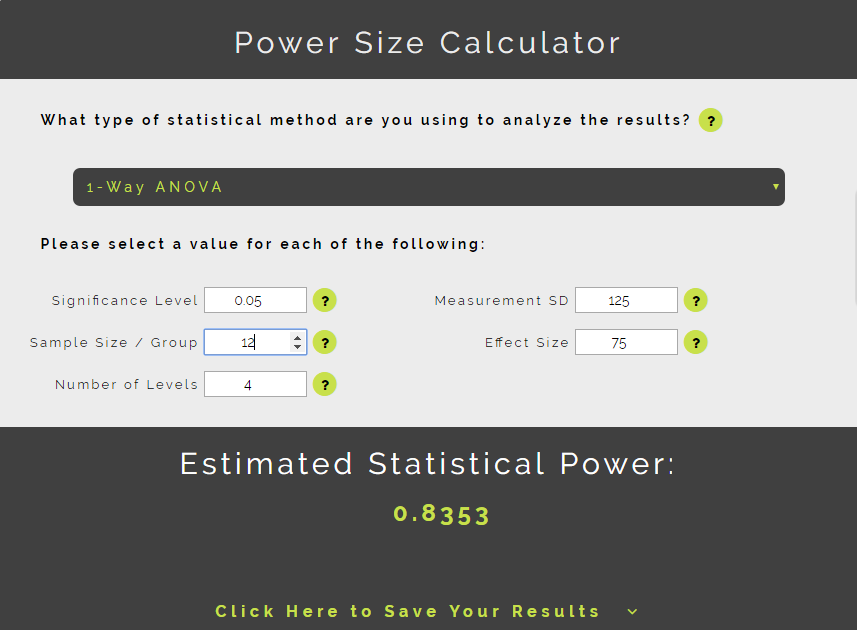 Power Size Calculator
What type of statistical method are you using to analyze the results? ?
1-Way ANOVA ▾
Please select a value for each of the following:
Significance Level 0.05 ? Measurement SD 125 ?
Sample Size / Group 12 ? Effect Size 75 ?
Number of Levels 4 ?
Estimated Statistical Power:
0.8353
Click Here to Save Your Results